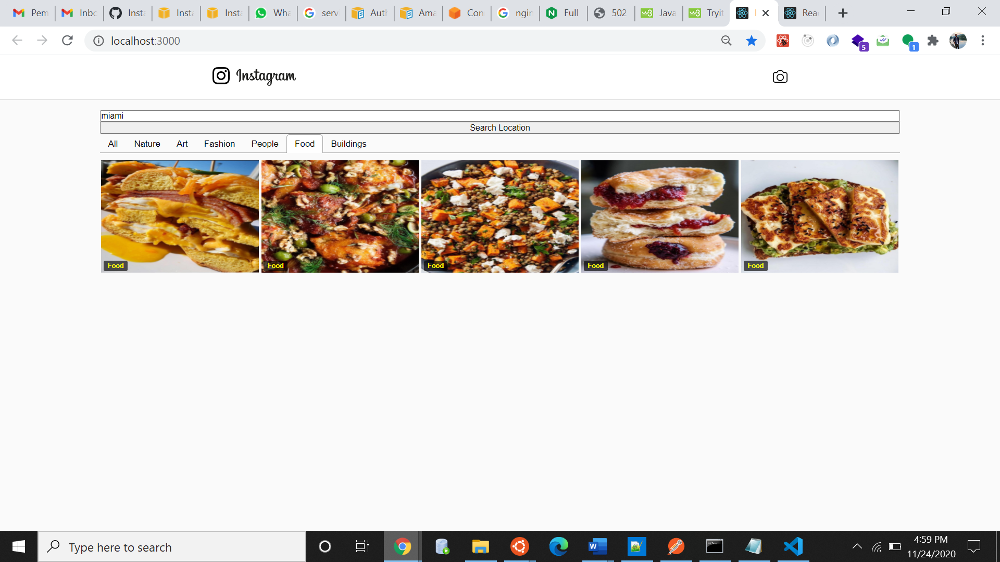 Pem Inbc Insta Insta Insta Wha serv Auth Ama Con ngin Full 502 Java Tryit Rea
localhost:3000
5 1
Instagram
miami
Search Location
All Nature Art Fashion People Food Buildings
Food Food Food Food Food
Type here to search
4:59 PM
11/24/2020